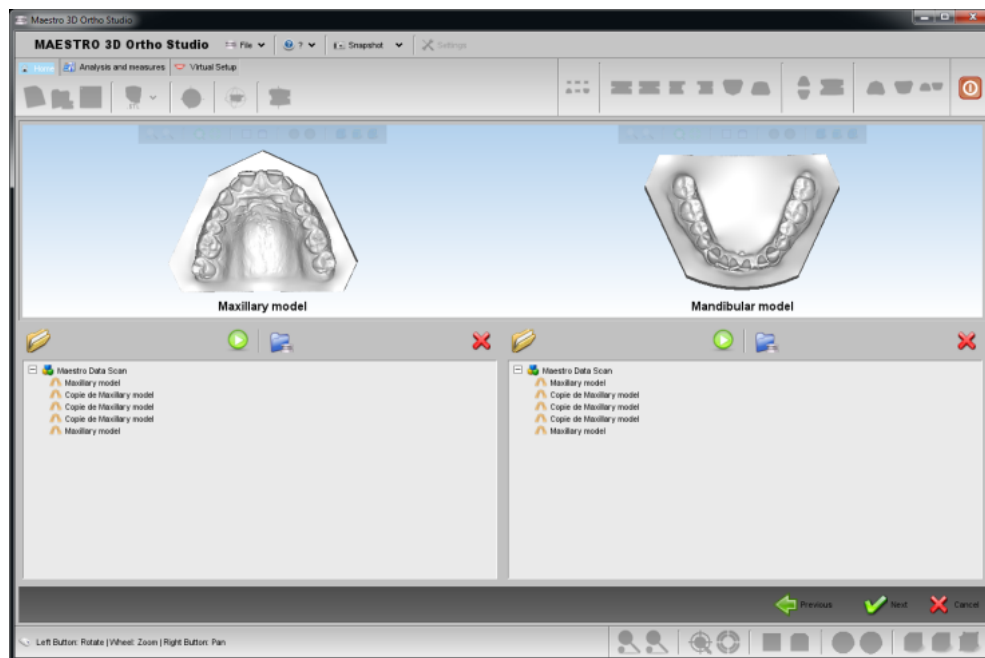 Maestro 3D Ortho Studio
MAESTRO 3D Ortho Studio File ? Snapshot Settings
Home Analysis and measures Virtual Setup
STL
Maxillary model Mandibular model
Maestro Data Scan
Maxillary model
Copie de Maxillary model
Copie de Maxillary model
Copie de Maxillary model
Maxillary model
Maestro Data Scan
Maxillary model
Copie de Maxillary model
Copie de Maxillary model
Copie de Maxillary model
Maxillary model
Previous Next Cancel
Left Button: Rotate | Wheel: Zoom | Right Button: Pan